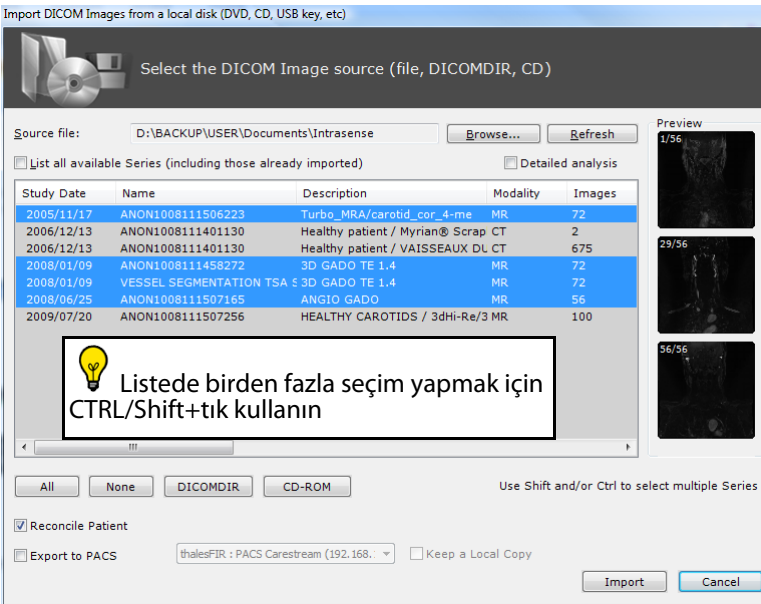 Import DICOM Images from a local disk (DVD, CD, USB key, etc)
Select the DICOM Image source (file, DICOMDIR, CD)
Source file: D:\BACKUP\USER\Documents\Intrasense Browse... Refresh
List all available Series (including those already imported) Detailed analysis
Study Date Name Description Modality Images
2005/11/17 ANON1008111506223 Turbo_MRA/carotid_cor_4-me MR 72
2006/12/13 ANON1008111401130 Healthy patient / Myrian® Scrap CT 2
2006/12/13 ANON1008111401130 Healthy patient / VAISSEAUX DU CT 675
2008/01/09 ANON1008111458272 3D GADO TE 1.4 MR 72
2008/01/09 VESSEL SEGMENTATION TSA S 3D GADO TE 1.4 MR 72
2008/06/25 ANON1008111507165 ANGIO GADO MR 56
2009/07/20 ANON1008111507256 HEALTHY CAROTIDS / 3dHi-Re/3 MR 100
Listede birden fazla seçim yapmak için
CTRL/Shift+tık kullanın
Preview
1/56
29/56
56/56
All None DICOMDIR CD-ROM Use Shift and/or Ctrl to select multiple Series
Reconcile Patient
Export to PACS thalesFIR : PACS Carestream (192.168. Keep a Local Copy
Import Cancel